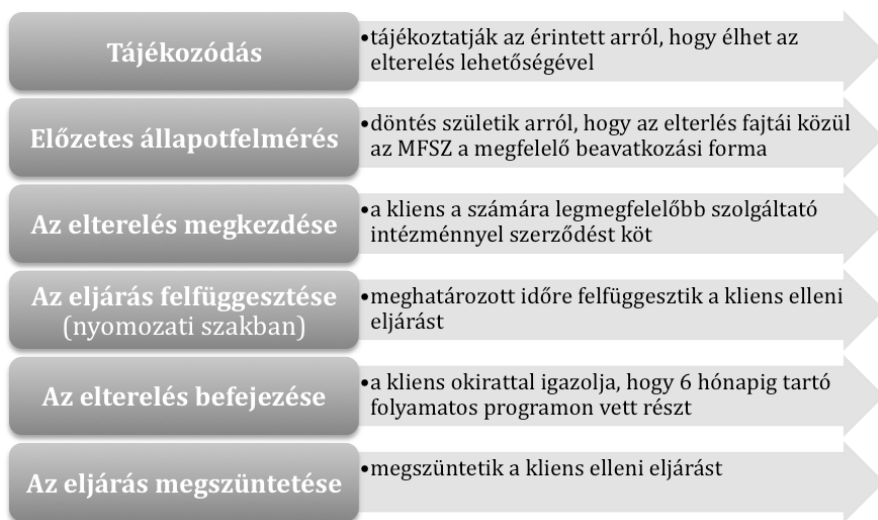 Tájékozódás
•tájékoztatják az érintett arról, hogy élhet az
elterelés lehetőségével
Előzetes állapotfelmérés
•döntés születik arról, hogy az elterlés fajtái közül
az MFSZ a megfelelő beavatkozási forma
Az elterelés megkezdése
•a kliens a számára legmegfelelőbb szolgáltató
intézménnyel szerződést köt
Az eljárás felfüggesztése
(nyomozati szakban)
•meghatározott időre felfüggesztik a kliens elleni
eljárást
Az elterelés befejezése
•a kliens okirattal igazolja, hogy 6 hónapig tartó
folyamatos programon vett részt
Az eljárás megszüntetése
•megszüntetik a kliens elleni eljárást